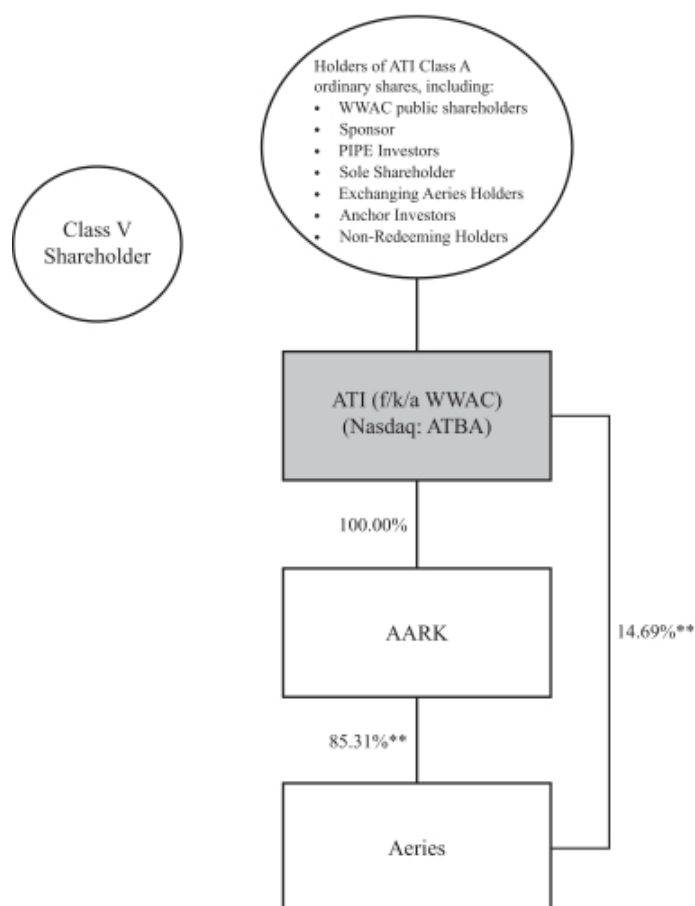 Holders of ATI Class A
ordinary shares, including:
• WWAC public shareholders
• Sponsor
• PIPE Investors
• Sole Shareholder
• Exchanging Aeries Holders
• Anchor Investors
• Non-Redeeming Holders
Class V
Shareholder
ATI (f/k/a WWAC)
(Nasdaq: ATBA)
100.00%
AARK
14.69%**
85.31%**
Aeries